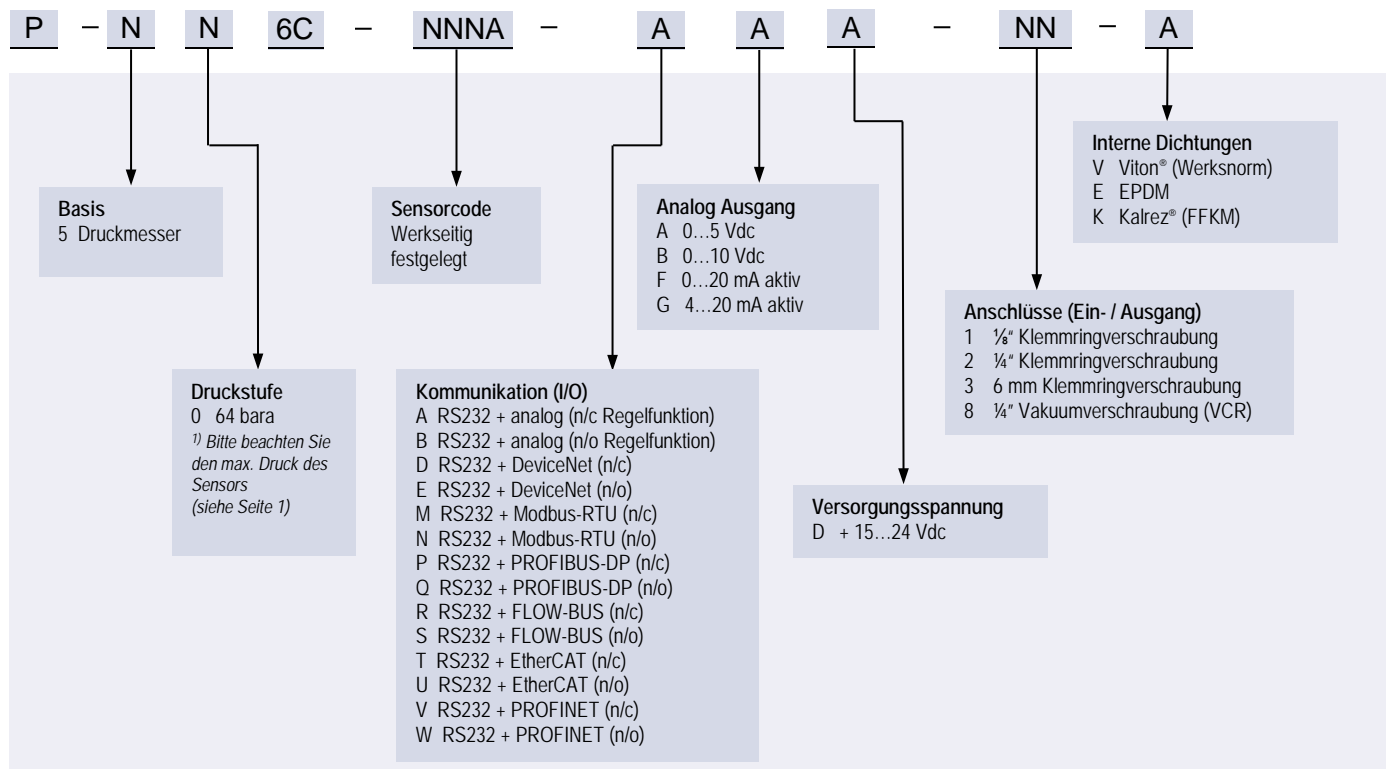 P – N N 6C – NNNA – A A A – NN – A
Basis
5 Druckmesser
Druckstufe
0 64 bara
1) Bitte beachten Sie
den max. Druck des
Sensors
(siehe Seite 1)
Sensorcode
Werkseitig
festgelegt
Kommunikation (I/O)
A RS232 + analog (n/c Regelfunktion)
B RS232 + analog (n/o Regelfunktion)
D RS232 + DeviceNet (n/c)
E RS232 + DeviceNet (n/o)
M RS232 + Modbus-RTU (n/c)
N RS232 + Modbus-RTU (n/o)
P RS232 + PROFIBUS-DP (n/c)
Q RS232 + PROFIBUS-DP (n/o)
R RS232 + FLOW-BUS (n/c)
S RS232 + FLOW-BUS (n/o)
T RS232 + EtherCAT (n/c)
U RS232 + EtherCAT (n/o)
V RS232 + PROFINET (n/c)
W RS232 + PROFINET (n/o)
Analog Ausgang
A 0…5 Vdc
B 0…10 Vdc
F 0…20 mA aktiv
G 4…20 mA aktiv
Versorgungsspannung
D + 15…24 Vdc
Anschlüsse (Ein- / Ausgang)
1 ⅛“ Klemmringverschraubung
2 ¼“ Klemmringverschraubung
3 6 mm Klemmringverschraubung
8 ¼” Vakuumverschraubung (VCR)
Interne Dichtungen
V Viton® (Werksnorm)
E EPDM
K Kalrez® (FFKM)